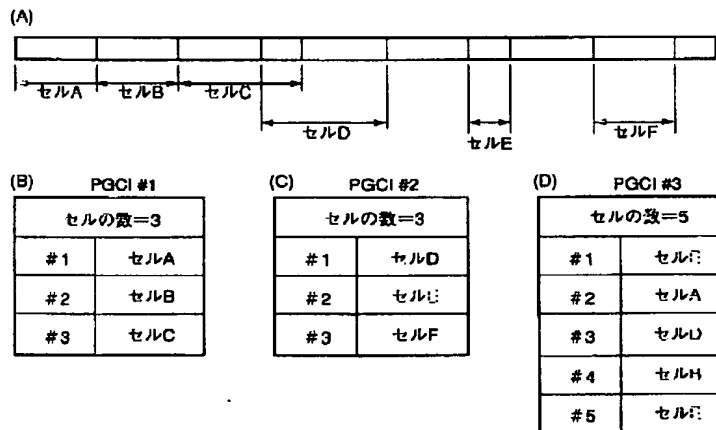 (A)
セルA セルB セルC
セルD セルE セルF
(B) PGCI #1
セルの数=3
#1 セルA
#2 セルB
#3 セルC
(C) PGCI #2
セルの数=3
#1 セルD
#2
#3 セルF
(D) PGCI #3
セルの数=5
#1
#2 セルA
#3 セルD
#4
#5